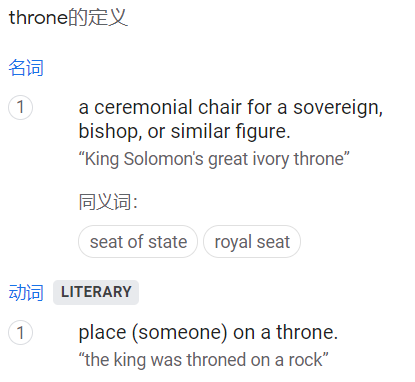 throne的定义
名词
1 a ceremonial chair for a sovereign,
bishop, or similar figure.
“King Solomon's great ivory throne”
同义词：
seat of state royal seat
动词 LITERARY
1 place (someone) on a throne.
“the king was throned on a rock”